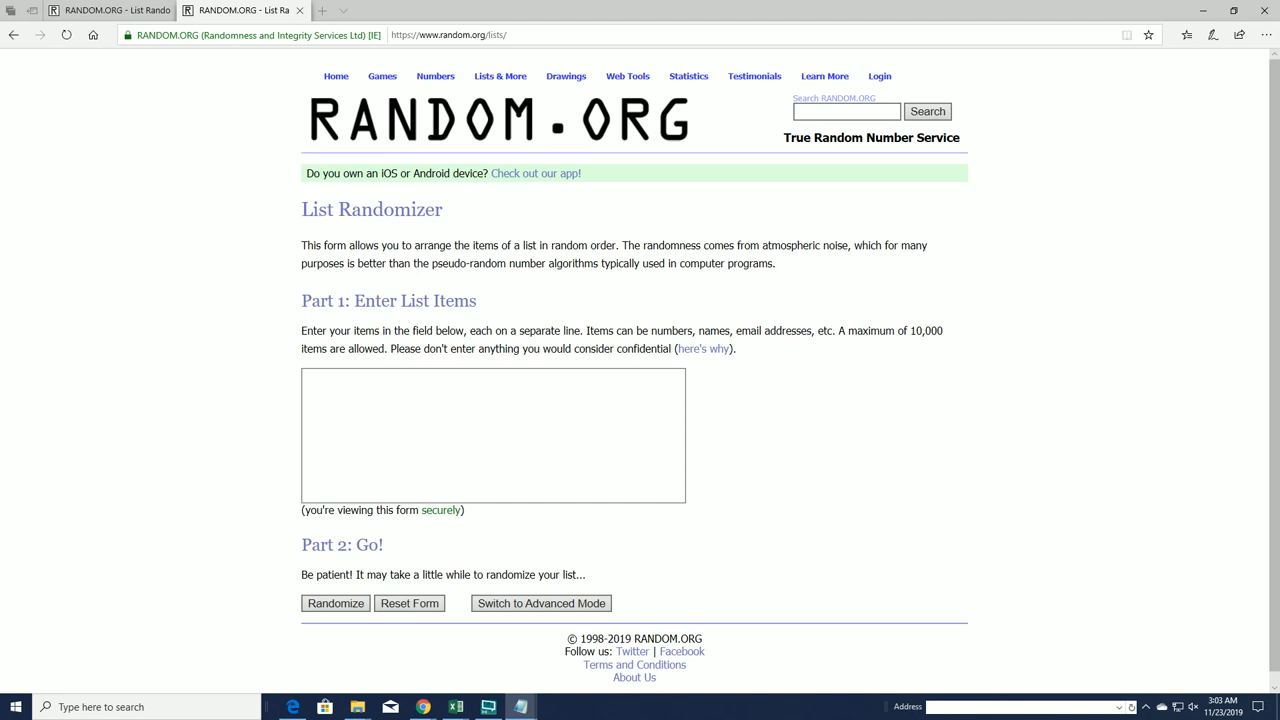 RANDOM.ORG - List Rando
RANDOM.ORG - List Ra
RANDOM.ORG (Randomness and Integrity Services Ltd) [IE]
https://www.random.org/lists/
Home Games Numbers Lists & More Drawings Web Tools Statistics Testimonials Learn More Login
RANDOM.ORG
Search RANDOM.ORG
Search
True Random Number Service
Do you own an iOS or Android device? Check out our app!
List Randomizer
This form allows you to arrange the items of a list in random order. The randomness comes from atmospheric noise, which for many
purposes is better than the pseudo-random number algorithms typically used in computer programs.
Part 1: Enter List Items
Enter your items in the field below, each on a separate line. Items can be numbers, names, email addresses, etc. A maximum of 10,000
items are allowed. Please don't enter anything you would consider confidential (here's why).
(you're viewing this form securely)
Part 2: Go!
Be patient! It may take a little while to randomize your list...
Randomize Reset Form Switch to Advanced Mode
© 1998-2019 RANDOM.ORG
Follow us: Twitter | Facebook
Terms and Conditions
About Us
Type here to search
Address
3:03 AM
11/23/2019